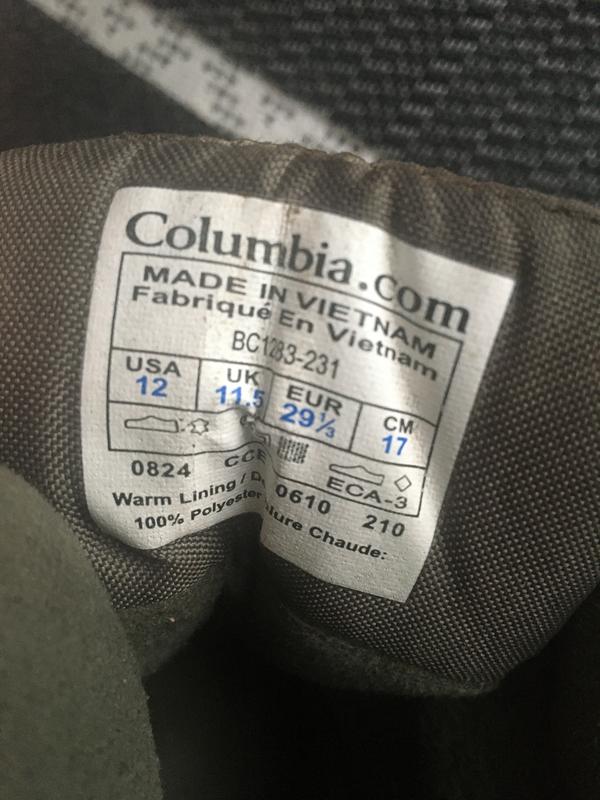 Columbia.com
MADE IN VIETNAM
Fabriqué En Vietnam
BC1283-231
USA UK EUR CM
12 11.5 29⅓ 17
0824 CCE 0610 ECA-3 210
Warm Lining / Chaude:
100% Polyester